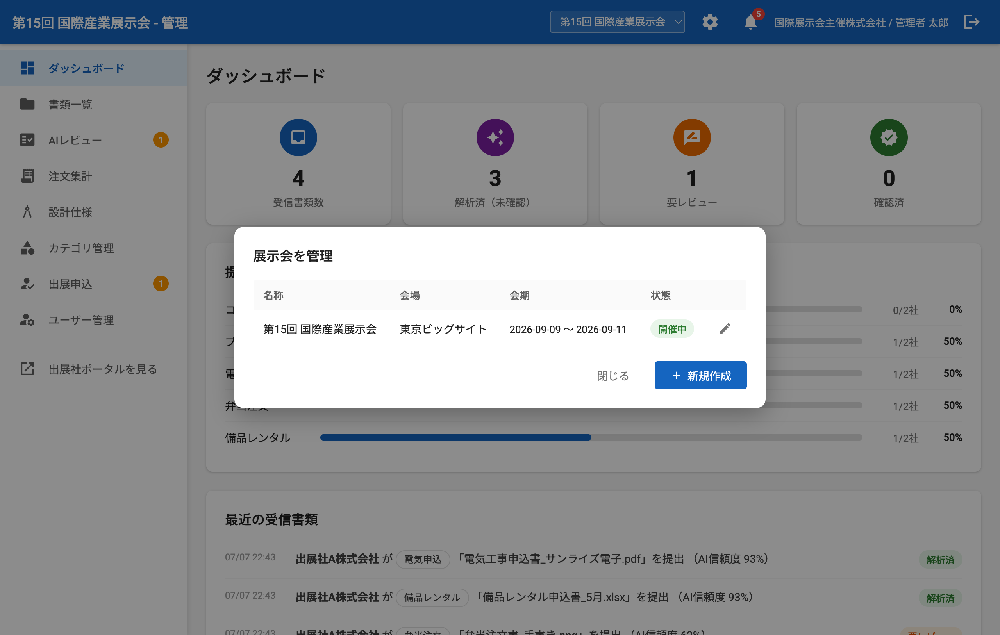 第15回 国際産業展示会 - 管理
第15回 国際産業展示会
5
国際展示会主催株式会社 / 管理者 太郎
ダッシュボード
書類一覧
AIレビュー
1
注文集計
設計仕様
カテゴリ管理
出展申込
1
ユーザー管理
出展社ポータルを見る
ダッシュボード
4
受信書類数
3
解析済（未確認）
1
要レビュー
0
確認済
展示会を管理
名称 会場 会期 状態
第15回 国際産業展示会 東京ビッグサイト 2026-09-09 〜 2026-09-11 開催中
閉じる
+ 新規作成
0/2社 0%
1/2社 50%
1/2社 50%
弁当注文 1/2社 50%
備品レンタル 1/2社 50%
最近の受信書類
07/07 22:43 出展社A株式会社 が 電気申込 「電気工事申込書_サンライズ電子.pdf」を提出 （AI信頼度 93%） 解析済
07/07 22:43 出展社A株式会社 が 備品レンタル 「備品レンタル申込書_5月.xlsx」を提出 （AI信頼度 93%） 解析済
07/07 22:43 出展社A株式会社 が 弁当注文 「弁当注文書_手書き.png」を提出 （AI信頼度 62%）